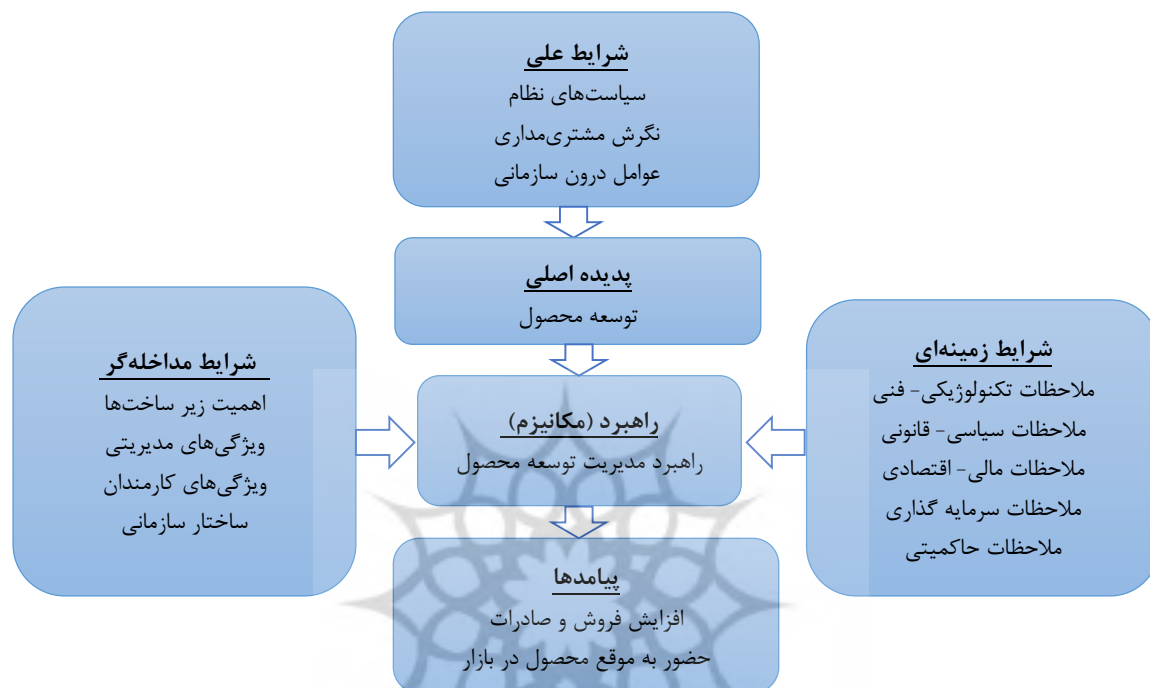 شرایط علی
سیاست‌های نظام
نگرش مشتری‌مداری
عوامل درون سازمانی
پدیده اصلی
توسعه محصول
شرایط زمینه‌ای
ملاحظات تکنولوژیکی- فنی
ملاحظات سیاسی- قانونی
ملاحظات مالی- اقتصادی
ملاحظات سرمایه گذاری
ملاحظات حاکمیتی
راهبرد (مکانیزم)
راهبرد مدیریت توسعه محصول
شرایط مداخله‌گر
اهمیت زیر ساخت‌ها
ویژگی‌های مدیریتی
ویژگی‌های کارمندان
ساختار سازمانی
پیامدها
افزایش فروش و صادرات
حضور به موقع محصول در بازار